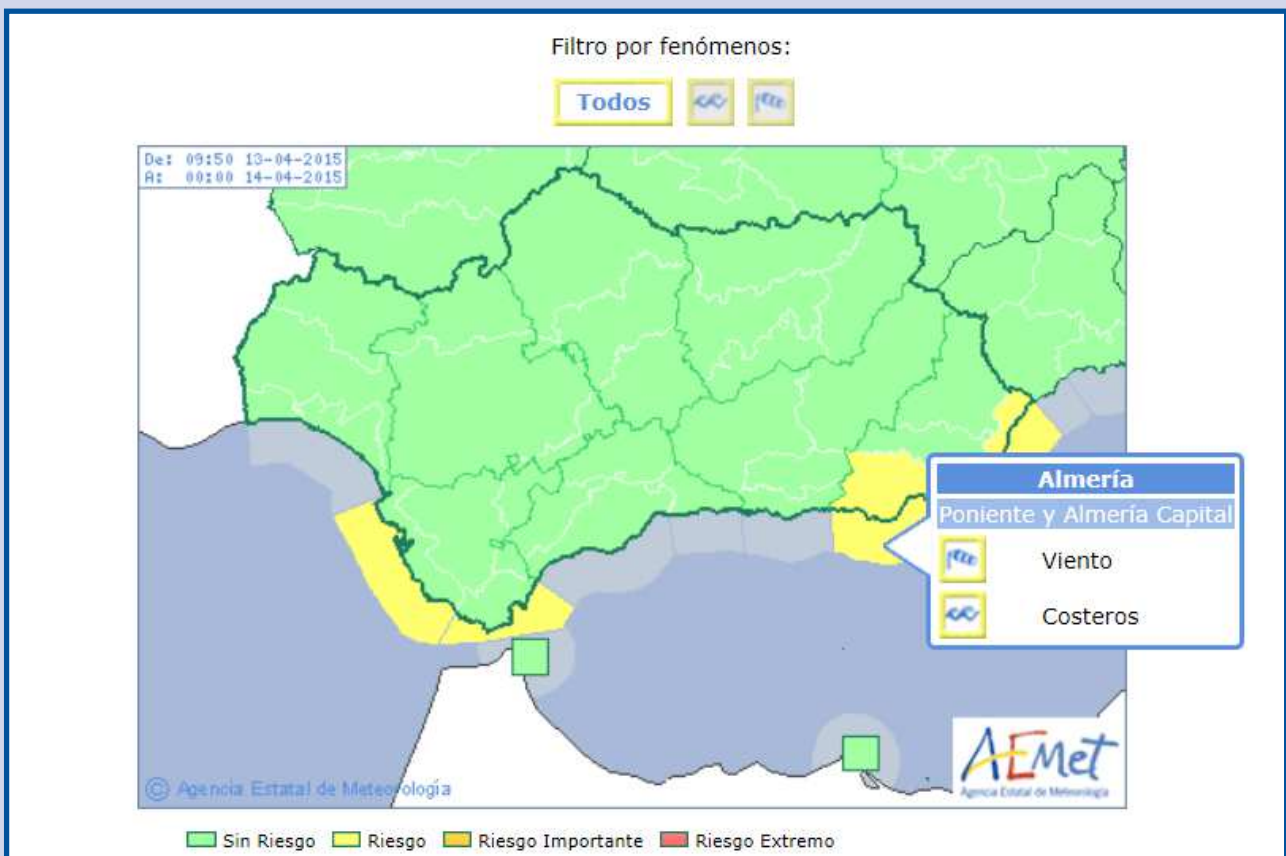 Filtro por fenómenos:
Todos
De: 09:50 13-04-2015
A: 00:00 14-04-2015
Almería
Poniente y Almería Capital
Viento
Costeros
AEMet
Agencia Estatal de Meteorología
© Agencia Estatal de Meteorología
Sin Riesgo Riesgo Riesgo Importante Riesgo Extremo